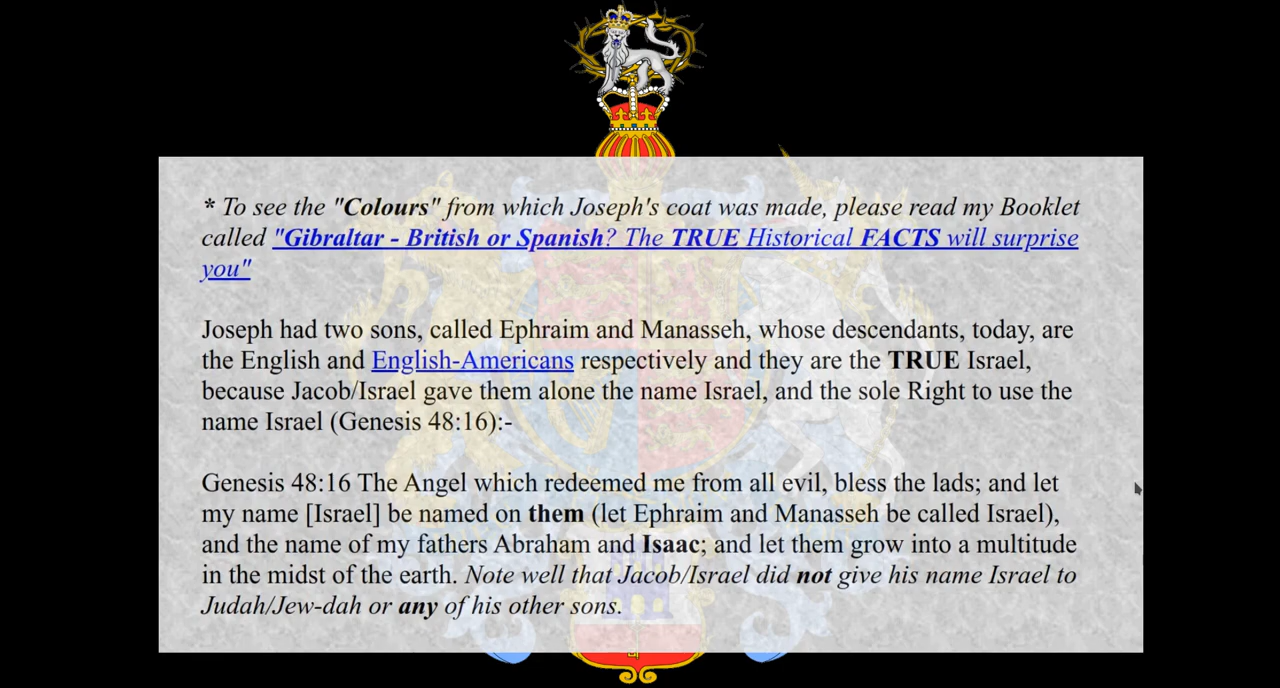 * To see the "Colours" from which Joseph's coat was made, please read my Booklet
called "Gibraltar - British or Spanish? The TRUE Historical FACTS will surprise
you"
Joseph had two sons, called Ephraim and Manasseh, whose descendants, today, are
the English and English-Americans respectively and they are the TRUE Israel,
because Jacob/Israel gave them alone the name Israel, and the sole Right to use the
name Israel (Genesis 48:16):-
Genesis 48:16 The Angel which redeemed me from all evil, bless the lads; and let
my name [Israel] be named on them (let Ephraim and Manasseh be called Israel),
and the name of my fathers Abraham and Isaac; and let them grow into a multitude
in the midst of the earth. Note well that Jacob/Israel did not give his name Israel to
Judah/Jew-dah or any of his other sons.